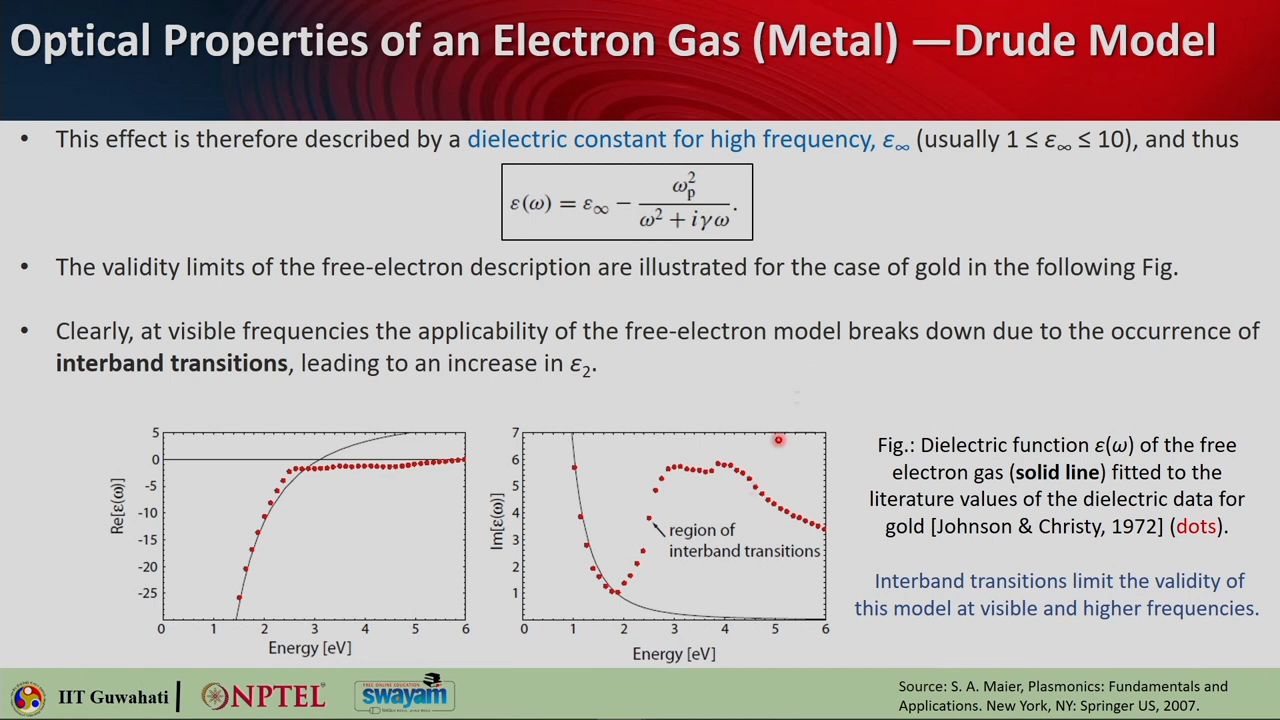 Optical Properties of an Electron Gas (Metal) —Drude Model
• This effect is therefore described by a dielectric constant for high frequency, ε∞ (usually 1 ≤ ε∞ ≤ 10), and thus
ε(ω) = ε∞ − ω_p^2 / (ω^2 + iγω).
• The validity limits of the free-electron description are illustrated for the case of gold in the following Fig.
• Clearly, at visible frequencies the applicability of the free-electron model breaks down due to the occurrence of
interband transitions, leading to an increase in ε2.
5
0
-5
-10
-15
-20
-25
Re[ε(ω)]
0 1 2 3 4 5 6
Energy [eV]
7
6
5
4
3
2
1
Im[ε(ω)]
region of
interband transitions
0 1 2 3 4 5 6
Energy [eV]
Fig.: Dielectric function ε(ω) of the free
electron gas (solid line) fitted to the
literature values of the dielectric data for
gold [Johnson & Christy, 1972] (dots).
Interband transitions limit the validity of
this model at visible and higher frequencies.
IIT Guwahati
NPTEL
FREE ONLINE EDUCATION
swayam
Source: S. A. Maier, Plasmonics: Fundamentals and
Applications. New York, NY: Springer US, 2007.